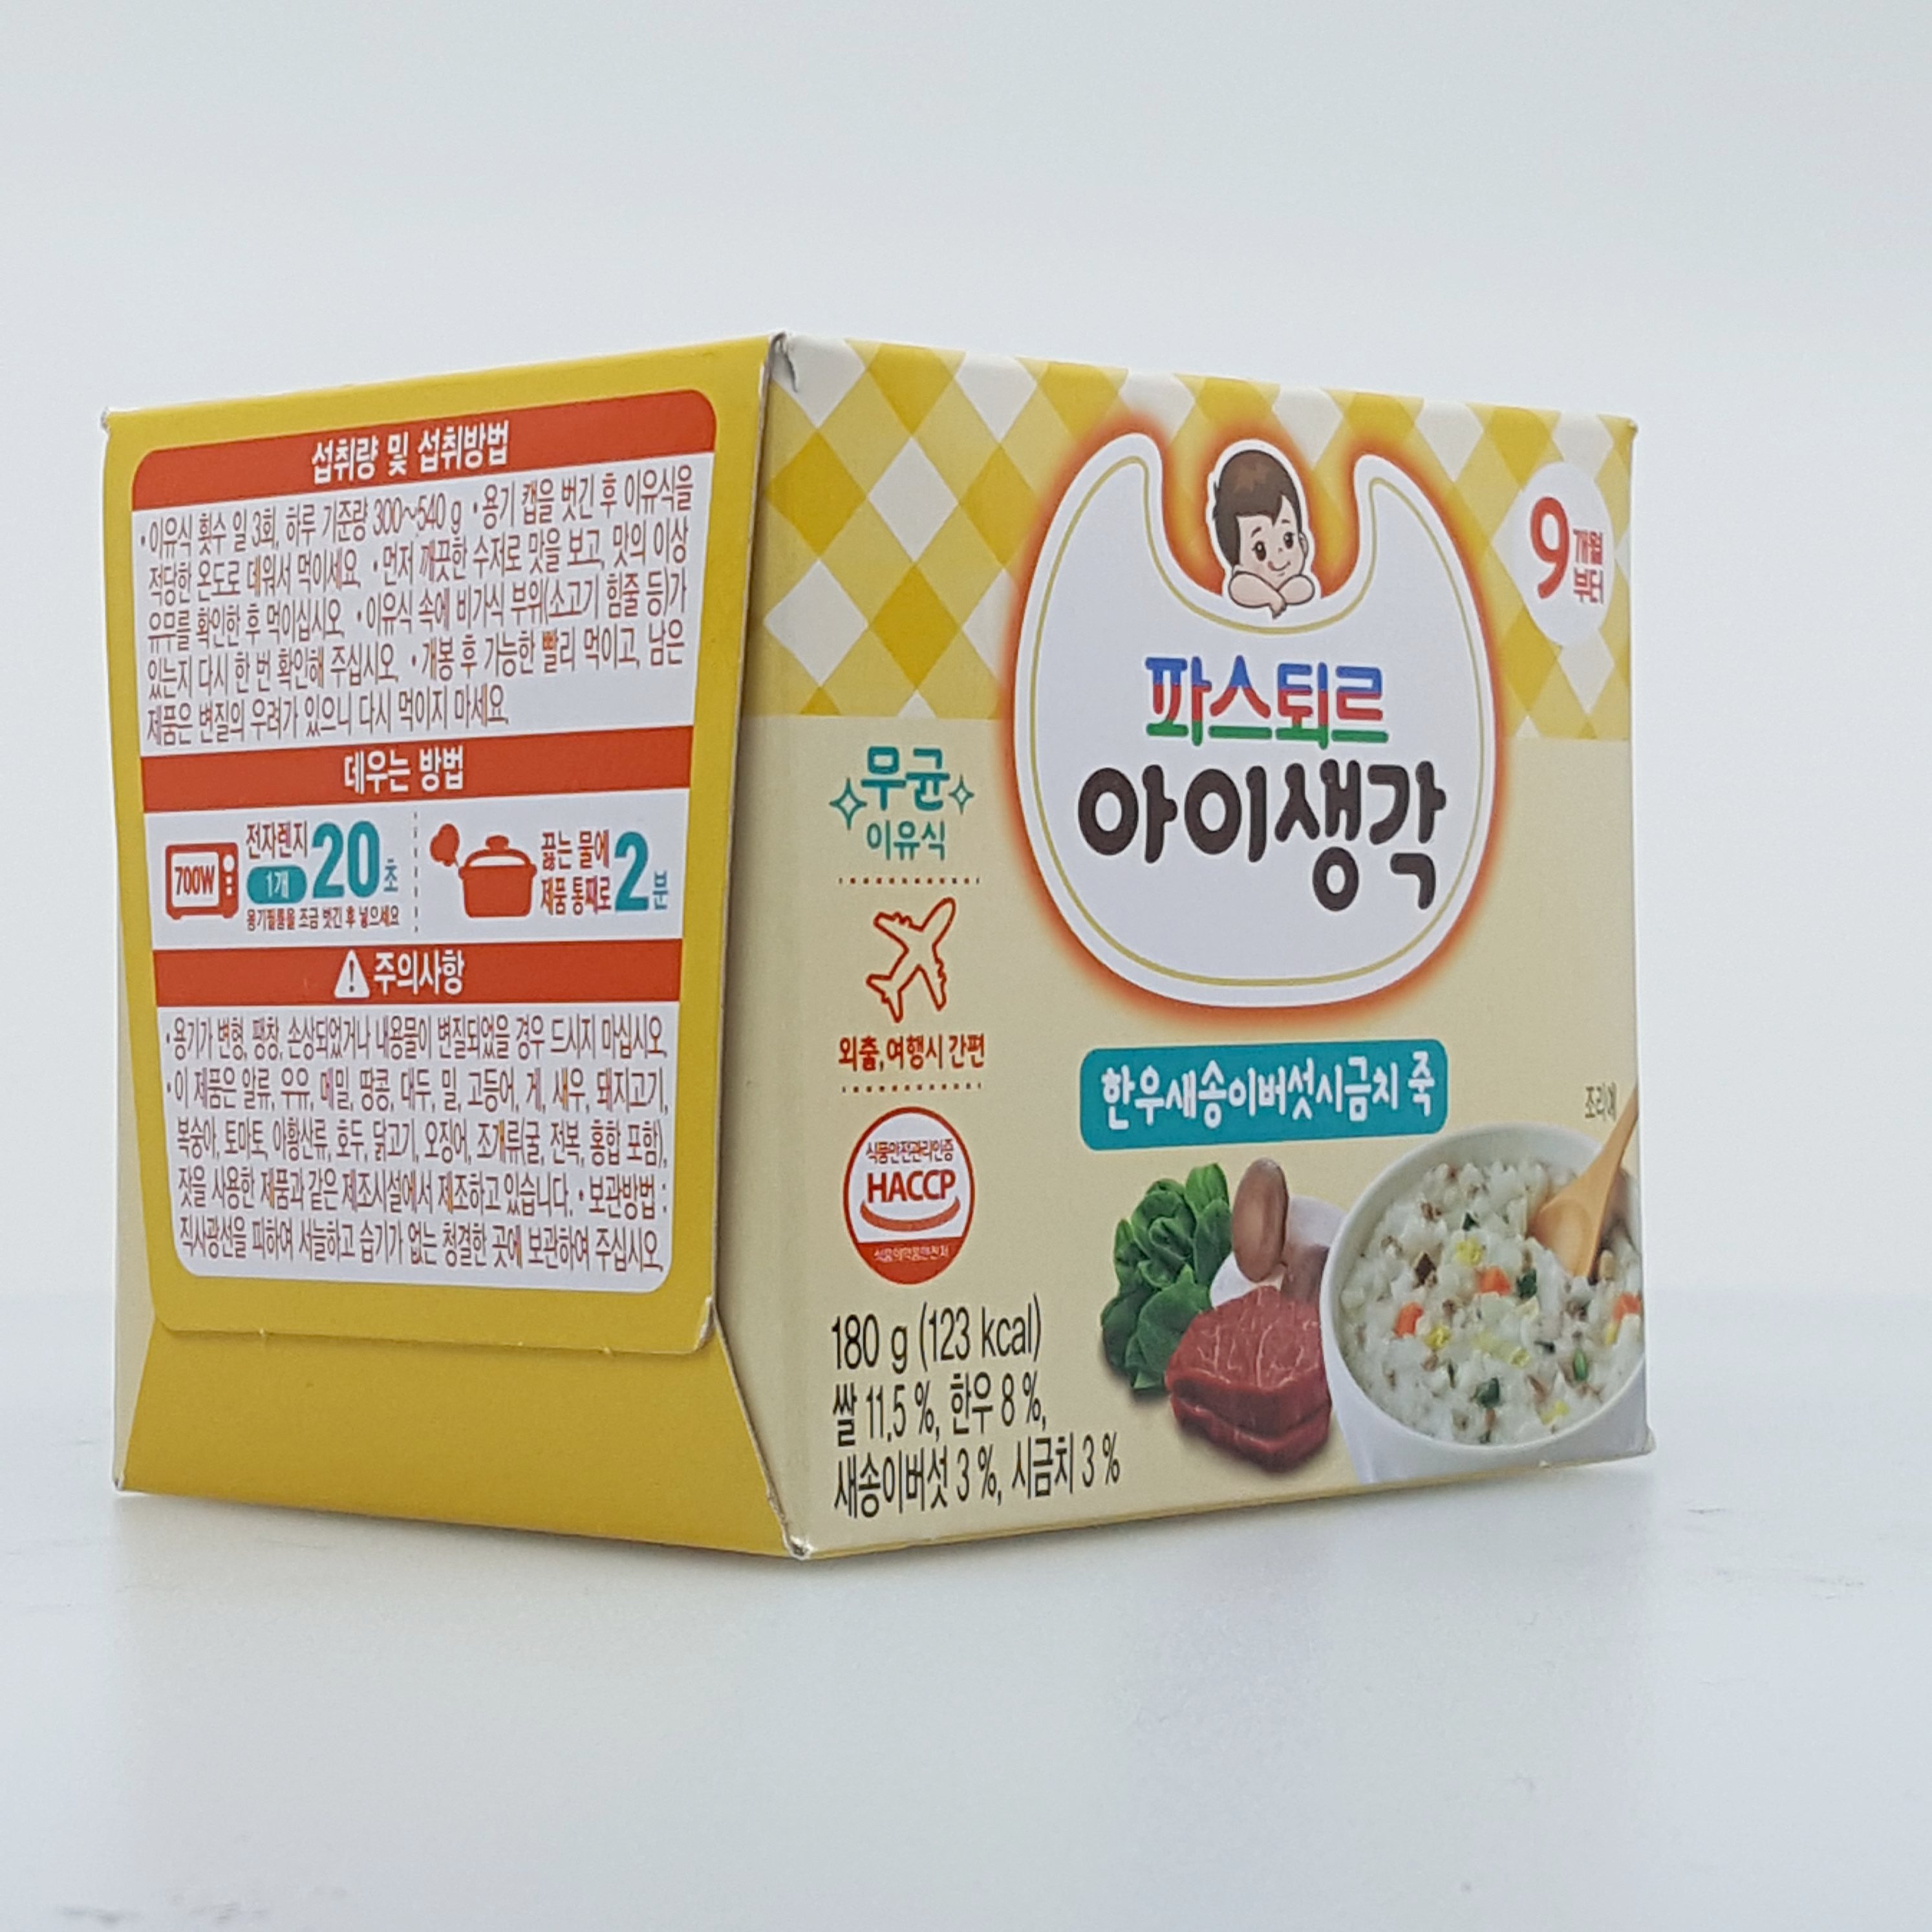 섭취량 및 섭취방법
• 이유식 횟수 일 3회, 하루 기준량 300~540 g • 용기 캡을 벗긴 후 이유식을
적당한 온도로 데워서 먹이세요. • 먼저 깨끗한 수저로 맛을 보고, 맛의 이상
유무를 확인한 후 먹이십시오. • 이유식 속에 비가식 부위(소고기 힘줄 등)가
있는지 다시 한 번 확인해 주십시오. • 개봉 후 가능한 빨리 먹이고, 남은
제품은 변질의 우려가 있으니 다시 먹이지 마세요.
데우는 방법
700W
전자렌지
1개
20초
용기필름을 조금 벗긴 후 넣으세요
끓는 물에
제품 통째로
2분
주의사항
• 용기가 변형, 팽창, 손상되었거나 내용물이 변질되었을 경우 드시지 마십시오.
• 이 제품은 알류, 우유, 메밀, 땅콩, 대두, 밀, 고등어, 게, 새우, 돼지고기,
복숭아, 토마토, 아황산류, 호두, 닭고기, 오징어, 조개류(굴, 전복, 홍합 포함),
잣을 사용한 제품과 같은 제조시설에서 제조하고 있습니다. • 보관방법 :
직사광선을 피하여 서늘하고 습기가 없는 청결한 곳에 보관하여 주십시오.
9개월
부터
파스퇴르
아이생각
무균
이유식
외출,여행시 간편
식품안전관리인증
HACCP
식품의약품안전처
한우새송이버섯시금치 죽
조리예
180 g (123 kcal)
쌀 11.5 %, 한우 8 %,
새송이버섯 3 %, 시금치 3 %